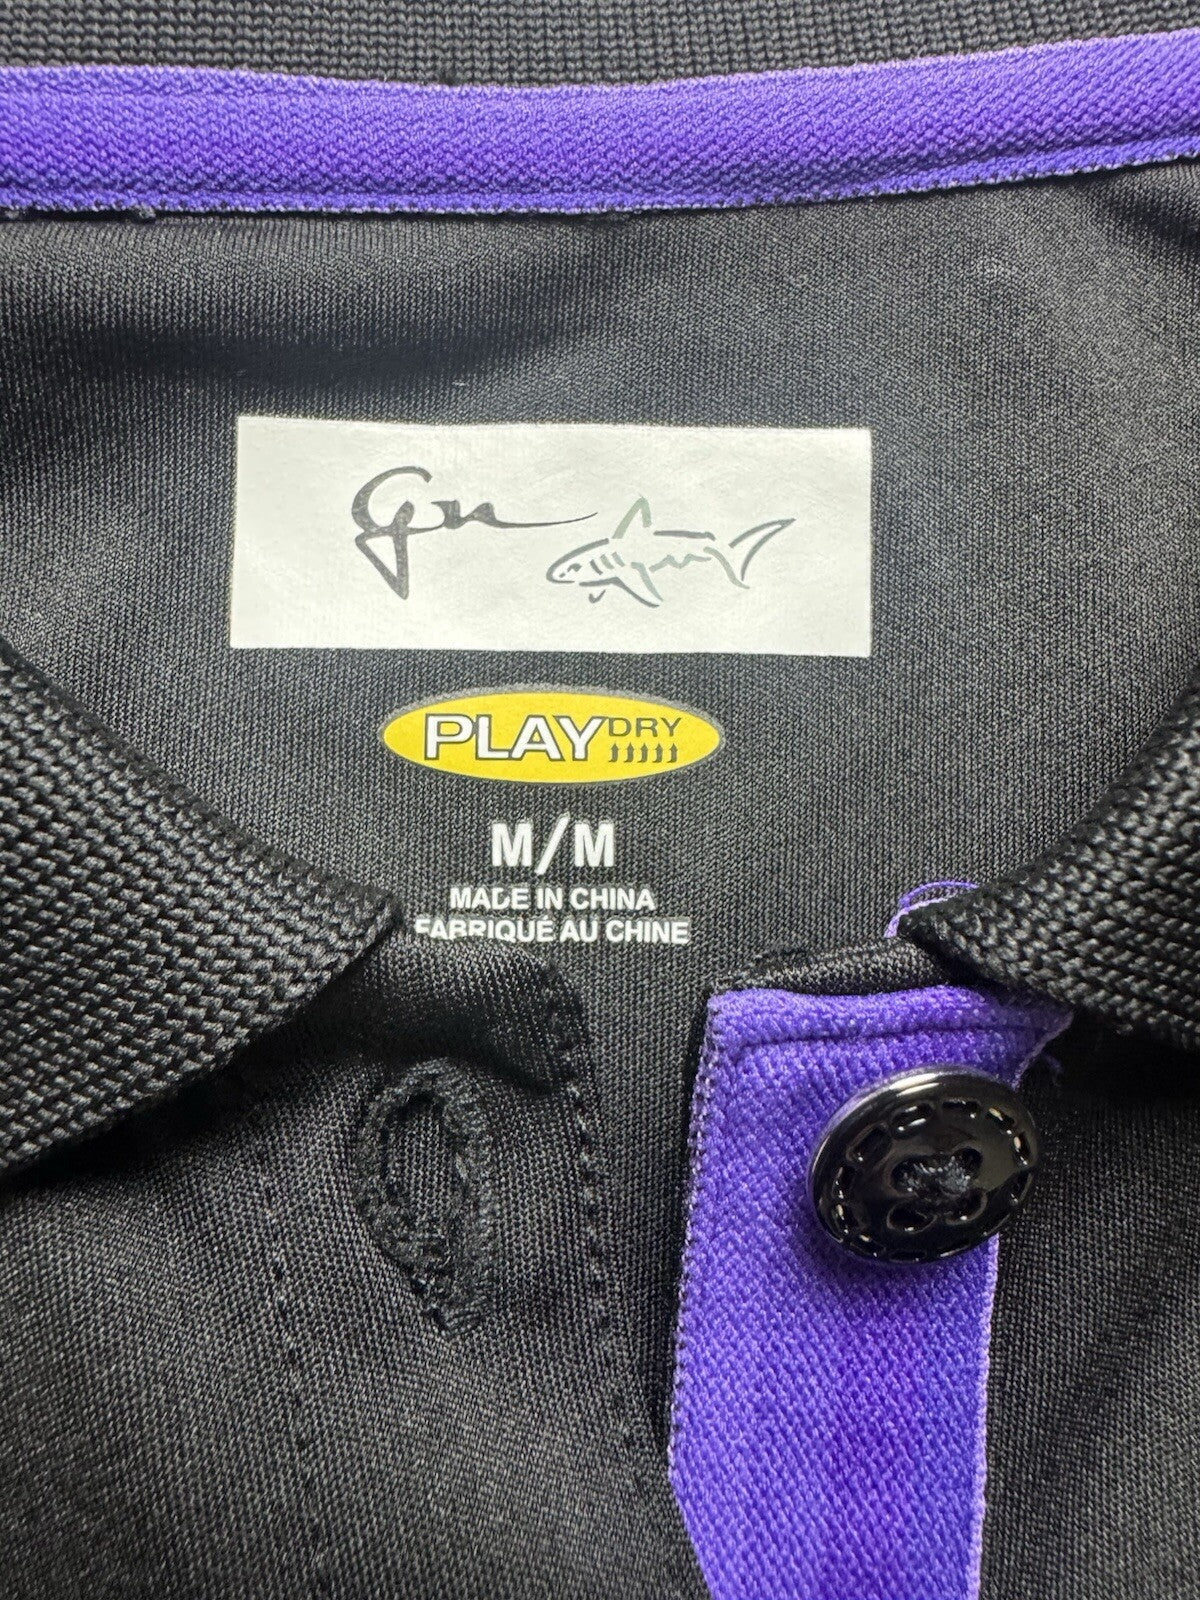 PLAYDRY
M/M
MADE IN CHINA
FABRIQUÉ AU CHINE